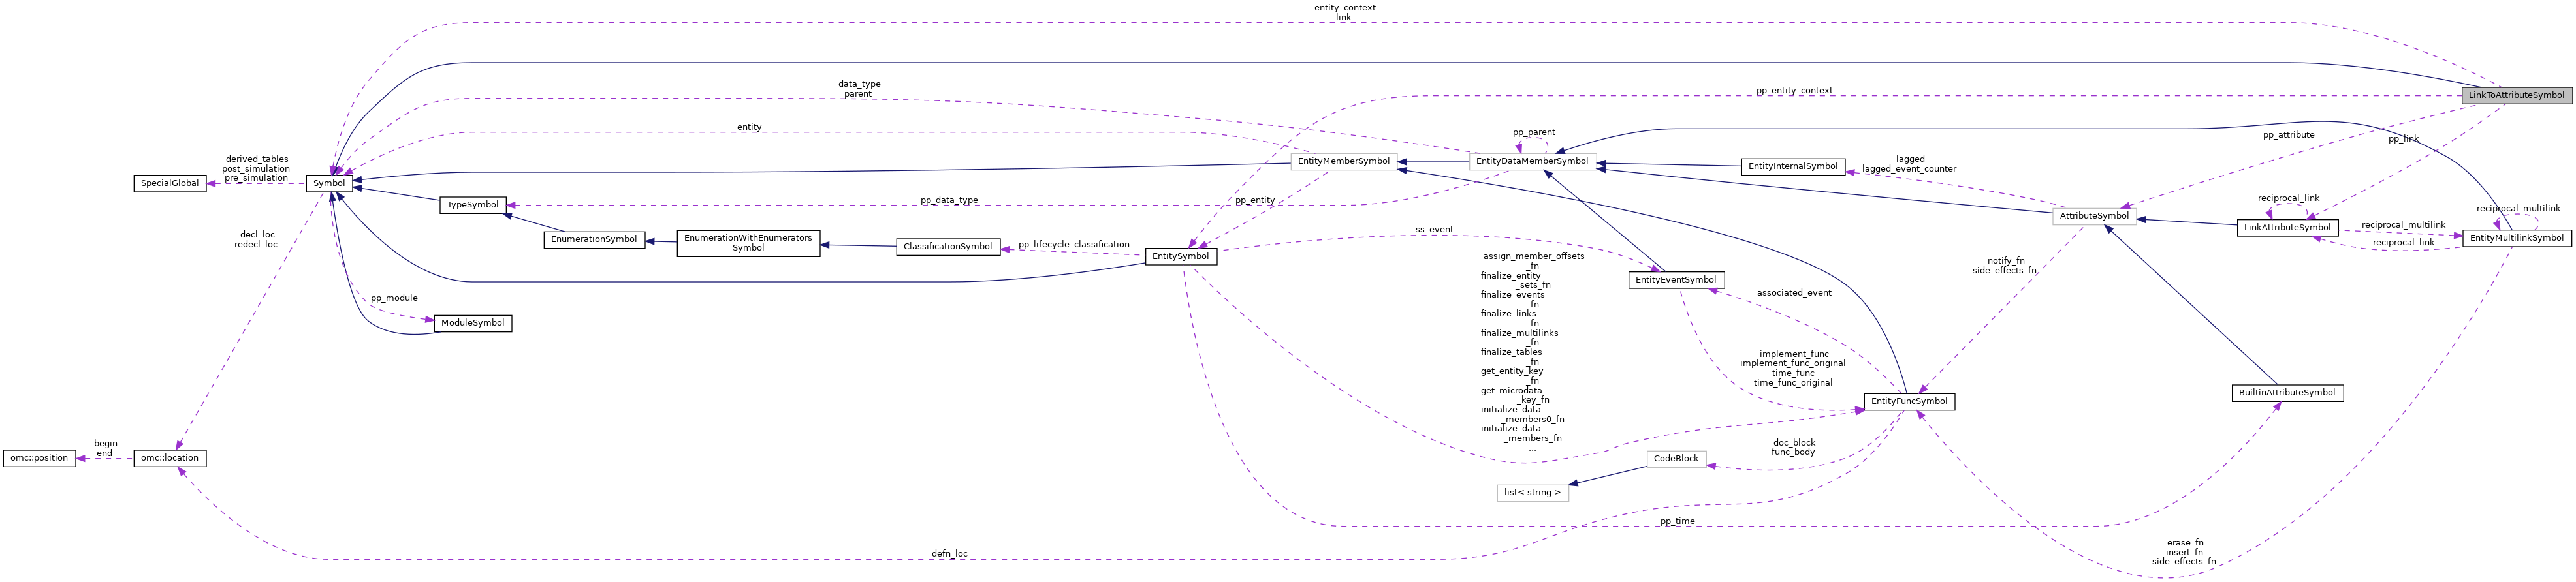 entity_context
link
data_type
parent
pp_entity_context
LinkToAttributeSymbol
entity
pp_parent
pp_attribute
pp_link
derived_tables
post_simulation
pre_simulation
SpecialGlobal
Symbol
EntityMemberSymbol
EntityDataMemberSymbol
EntityInternalSymbol
lagged
lagged_event_counter
TypeSymbol
pp_data_type
pp_entity
AttributeSymbol
reciprocal_link
LinkAttributeSymbol
reciprocal_multilink
reciprocal_link
reciprocal_multilink
EntityMultilinkSymbol
decl_loc
redecl_loc
EnumerationSymbol
EnumerationWithEnumerators
Symbol
ClassificationSymbol
pp_lifecycle_classification
EntitySymbol
ss_event
EntityEventSymbol
notify_fn
side_effects_fn
pp_module
ModuleSymbol
assign_member_offsets
_fn
finalize_entity
_sets_fn
finalize_events
_fn
finalize_links
_fn
finalize_multilinks
_fn
finalize_tables
_fn
get_entity_key
_fn
get_microdata
_key_fn
initialize_data
_members0_fn
initialize_data
_members_fn
...
associated_event
implement_func
implement_func_original
time_func
time_func_original
EntityFuncSymbol
BuiltinAttributeSymbol
doc_block
func_body
CodeBlock
list< string >
omc::position
begin
end
omc::location
pp_time
defn_loc
erase_fn
insert_fn
side_effects_fn